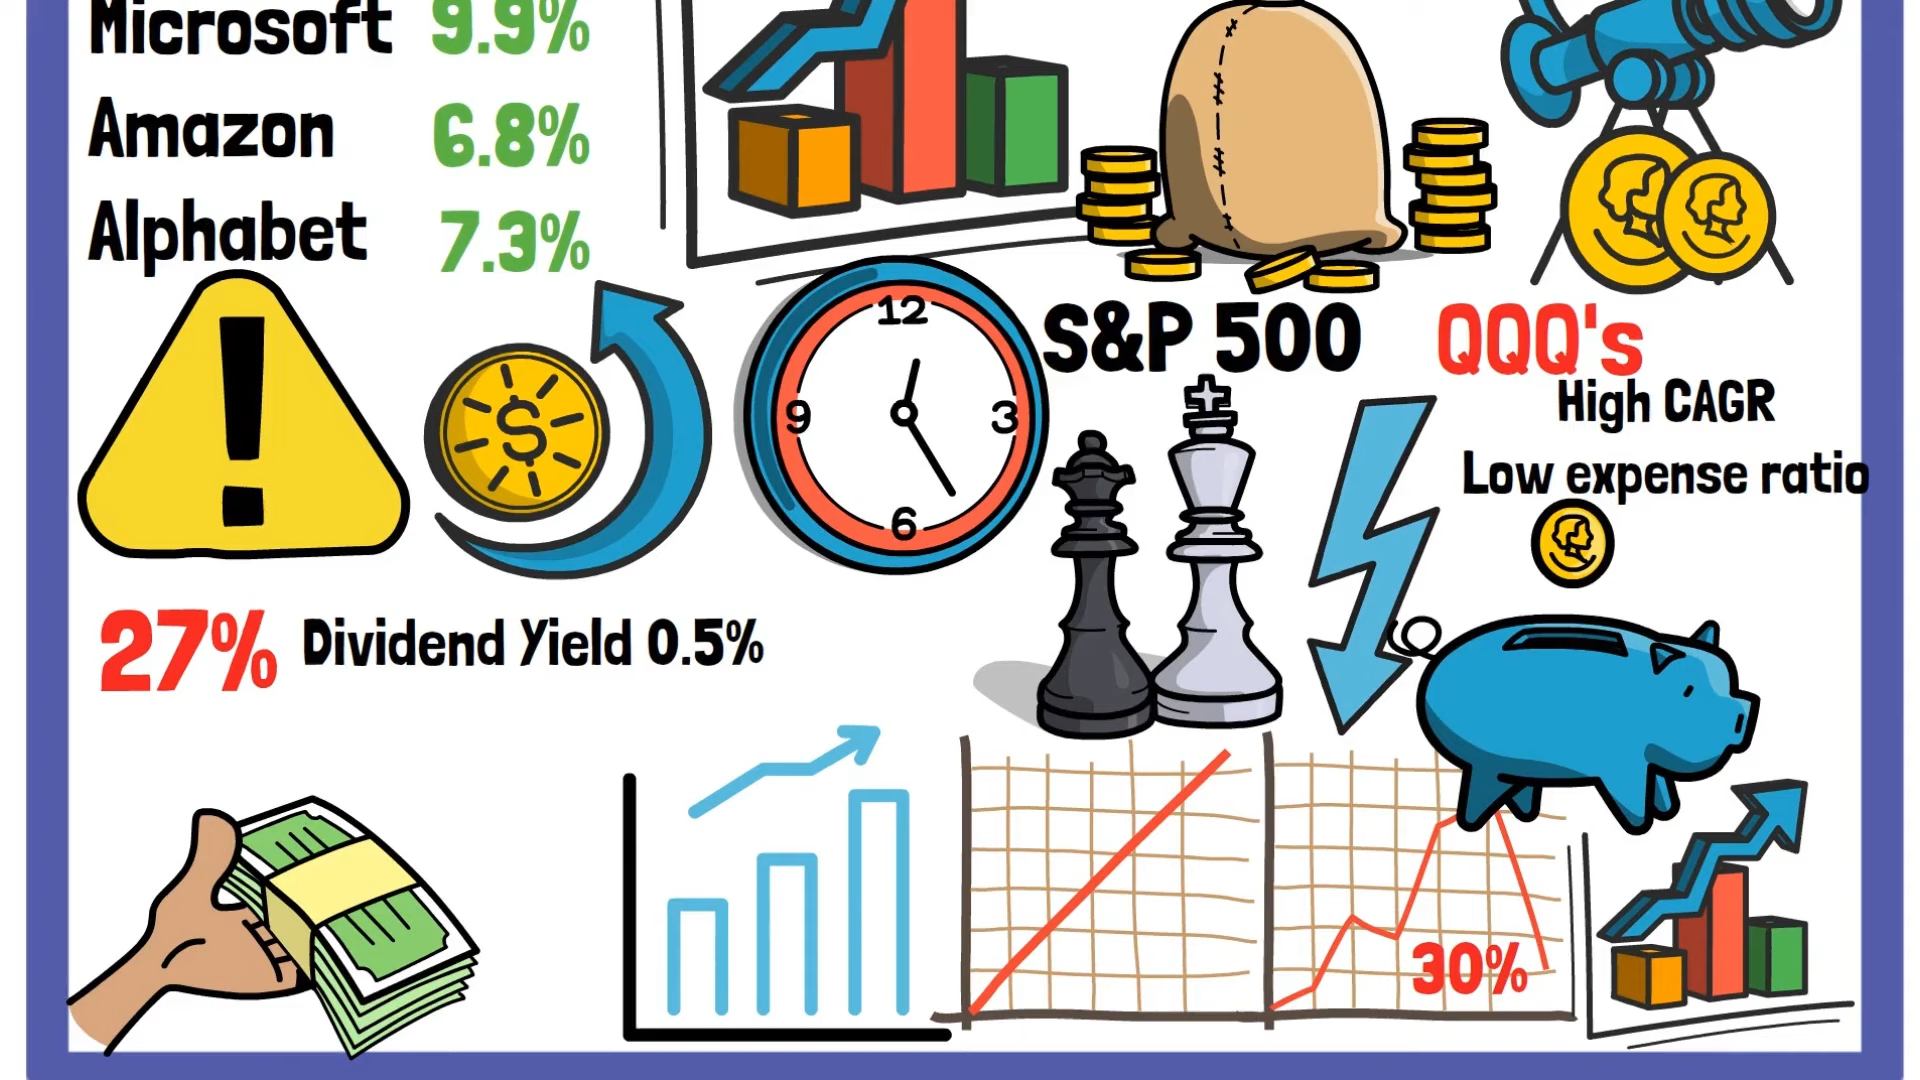 Microsoft 9.9%
Amazon 6.8%
Alphabet 7.3%
12
9 3
6
S&P 500 QQQ's
High CAGR
Low expense ratio
$
27% Dividend Yield 0.5%
30%